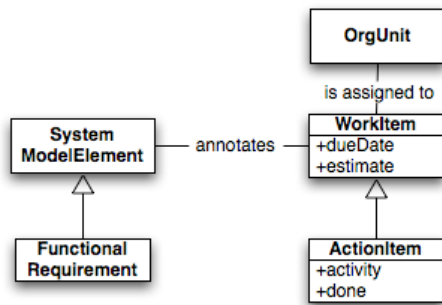 OrgUnit
is assigned to
System
ModelElement
annotates
WorkItem
+dueDate
+estimate
Functional
Requirement
ActionItem
+activity
+done